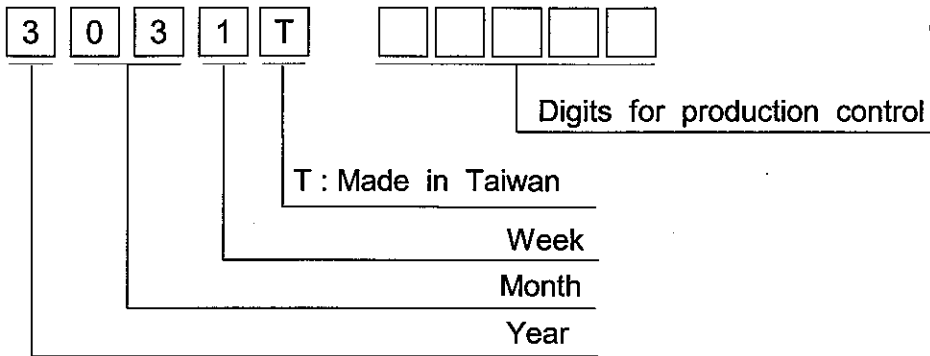 3 0 3 1 T
Digits for production control
T : Made in Taiwan
Week
Month
Year